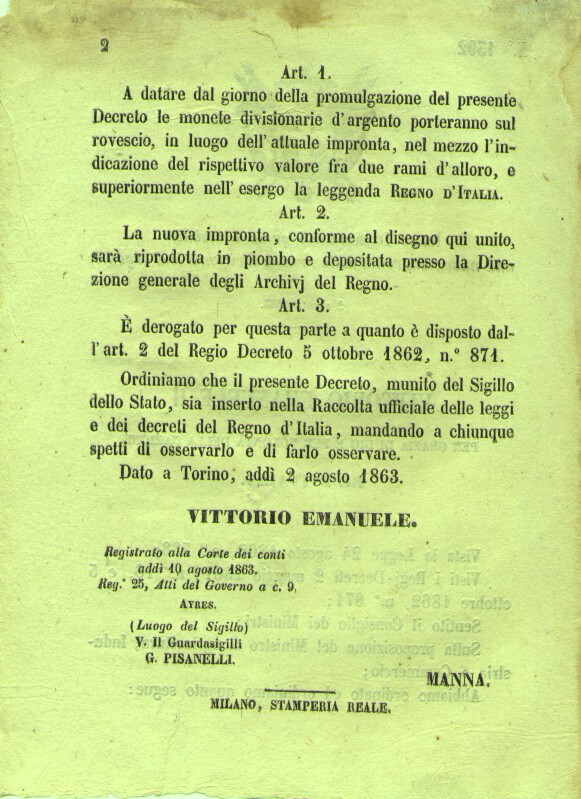 2
Art. 1.
A datare dal giorno della promulgazione del presente
Decreto le monete divisionarie d'argento porteranno sul
rovescio, in luogo dell'attuale impronta, nel mezzo l'in-
dicazione del rispettivo valore fra due rami d'alloro, e
superiormente nell'esergo la leggenda REGNO D'ITALIA.
Art. 2.
La nuova impronta, conforme al disegno qui unito,
sarà riprodotta in piombo e depositata presso la Dire-
zione generale degli Archivj del Regno.
Art. 3.
È derogato per questa parte a quanto è disposto dal-
l'art. 2 del Regio Decreto 5 ottobre 1862, n.° 871.
Ordiniamo che il presente Decreto, munito del Sigillo
dello Stato, sia inserto nella Raccolta ufficiale delle leggi
e dei decreti del Regno d'Italia, mandando a chiunque
spetti di osservarlo e di farlo osservare.
Dato a Torino, addì 2 agosto 1863.
VITTORIO EMANUELE.
Registrato alla Corte dei conti
addì 10 agosto 1863.
Reg.° 25, Atti del Governo a c. 9,
AYRES.
(Luogo del Sigillo)
V. Il Guardasigilli
G. PISANELLI.
MANNA.
MILANO, STAMPERIA REALE.